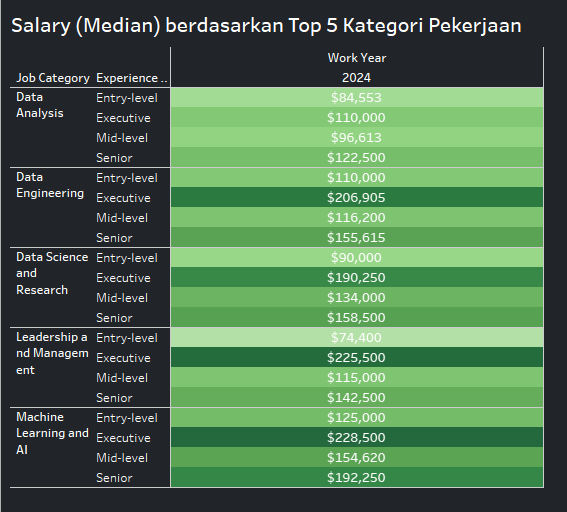 Salary (Median) berdasarkan Top 5 Kategori Pekerjaan
Work Year
Job Category Experience .. 2024
Data Analysis Entry-level $84,553
Executive $110,000
Mid-level $96,613
Senior $122,500
Data Engineering Entry-level $110,000
Executive $206,905
Mid-level $116,200
Senior $155,615
Data Science and Research Entry-level $90,000
Executive $190,250
Mid-level $134,000
Senior $158,500
Leadership a nd Managem ent Entry-level $74,400
Executive $225,500
Mid-level $115,000
Senior $142,500
Machine Learning and AI Entry-level $125,000
Executive $228,500
Mid-level $154,620
Senior $192,250